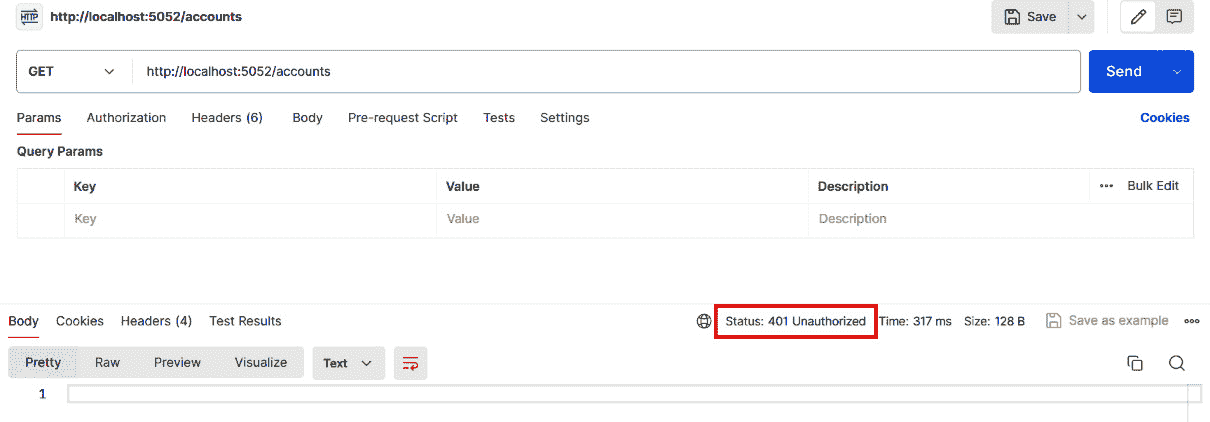 HTTP http://localhost:5052/accounts Save
GET http://localhost:5052/accounts Send
Params Authorization Headers (6) Body Pre-request Script Tests Settings Cookies
Query Params
Key Value Description ••• Bulk Edit
Key Value Description
Body Cookies Headers (4) Test Results Status: 401 Unauthorized Time: 317 ms Size: 128 B Save as example •••
Pretty Raw Preview Visualize Text
1